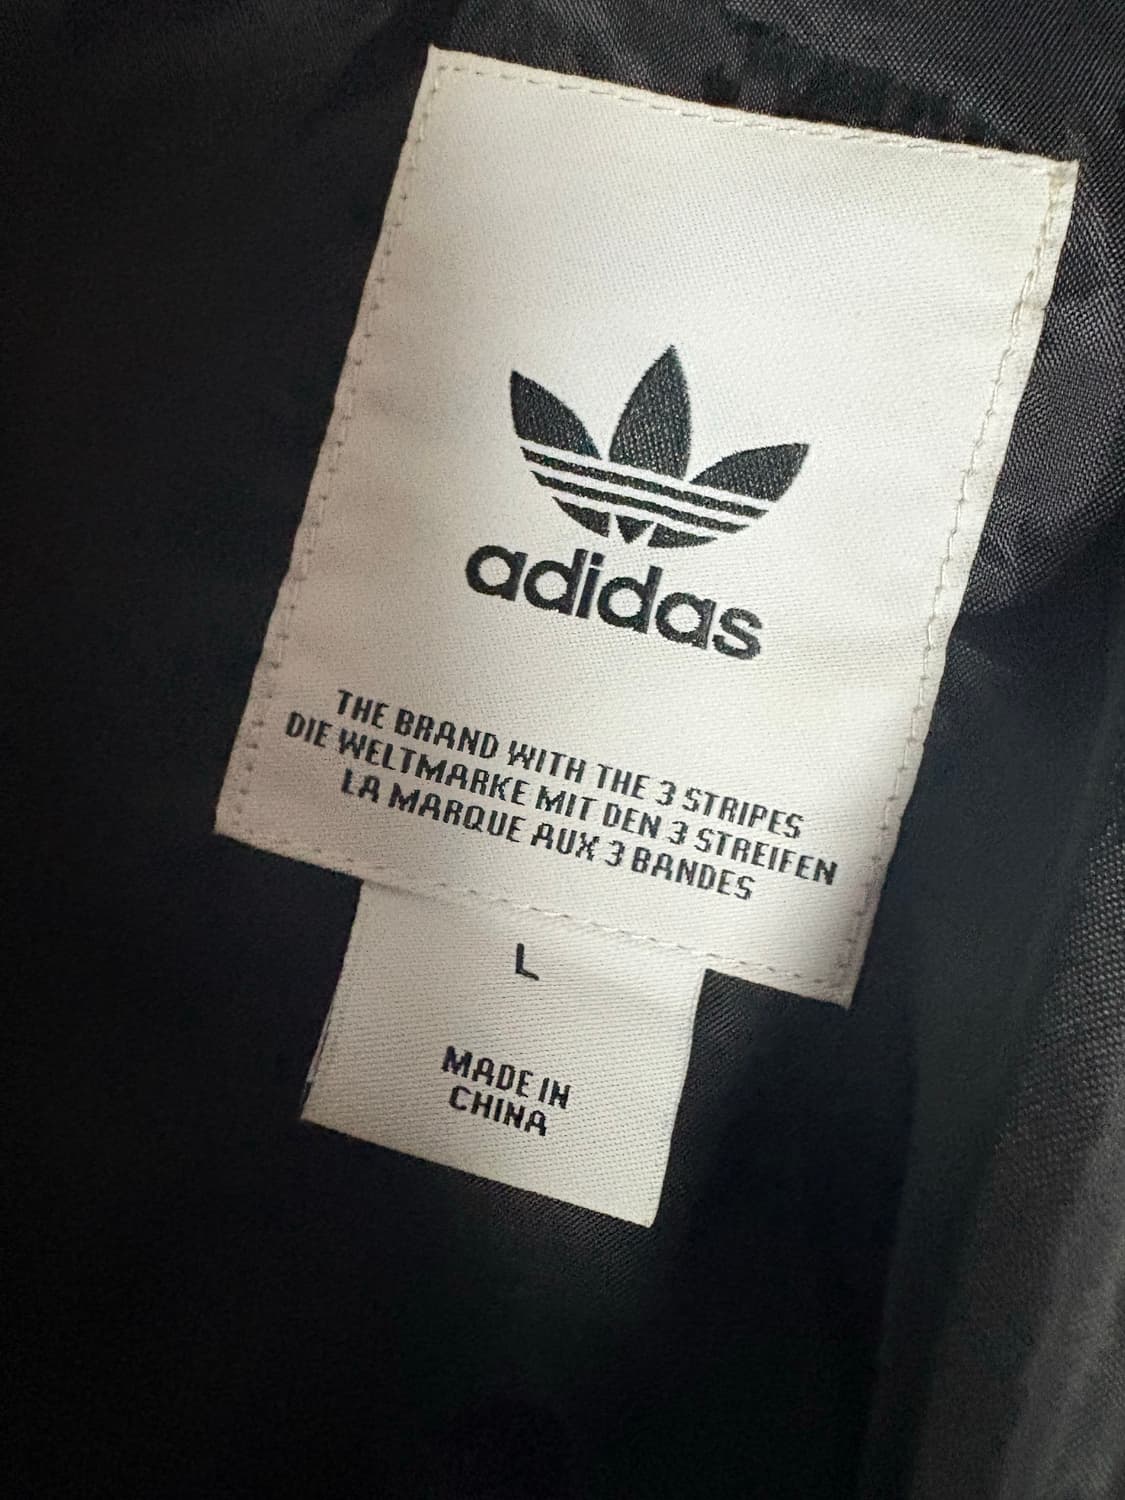 adidas
THE BRAND WITH THE 3 STRIPES
DIE WELTMARKE MIT DEN 3 STREIFEN
LA MARQUE AUX 3 BANDES
L
MADE IN
CHINA